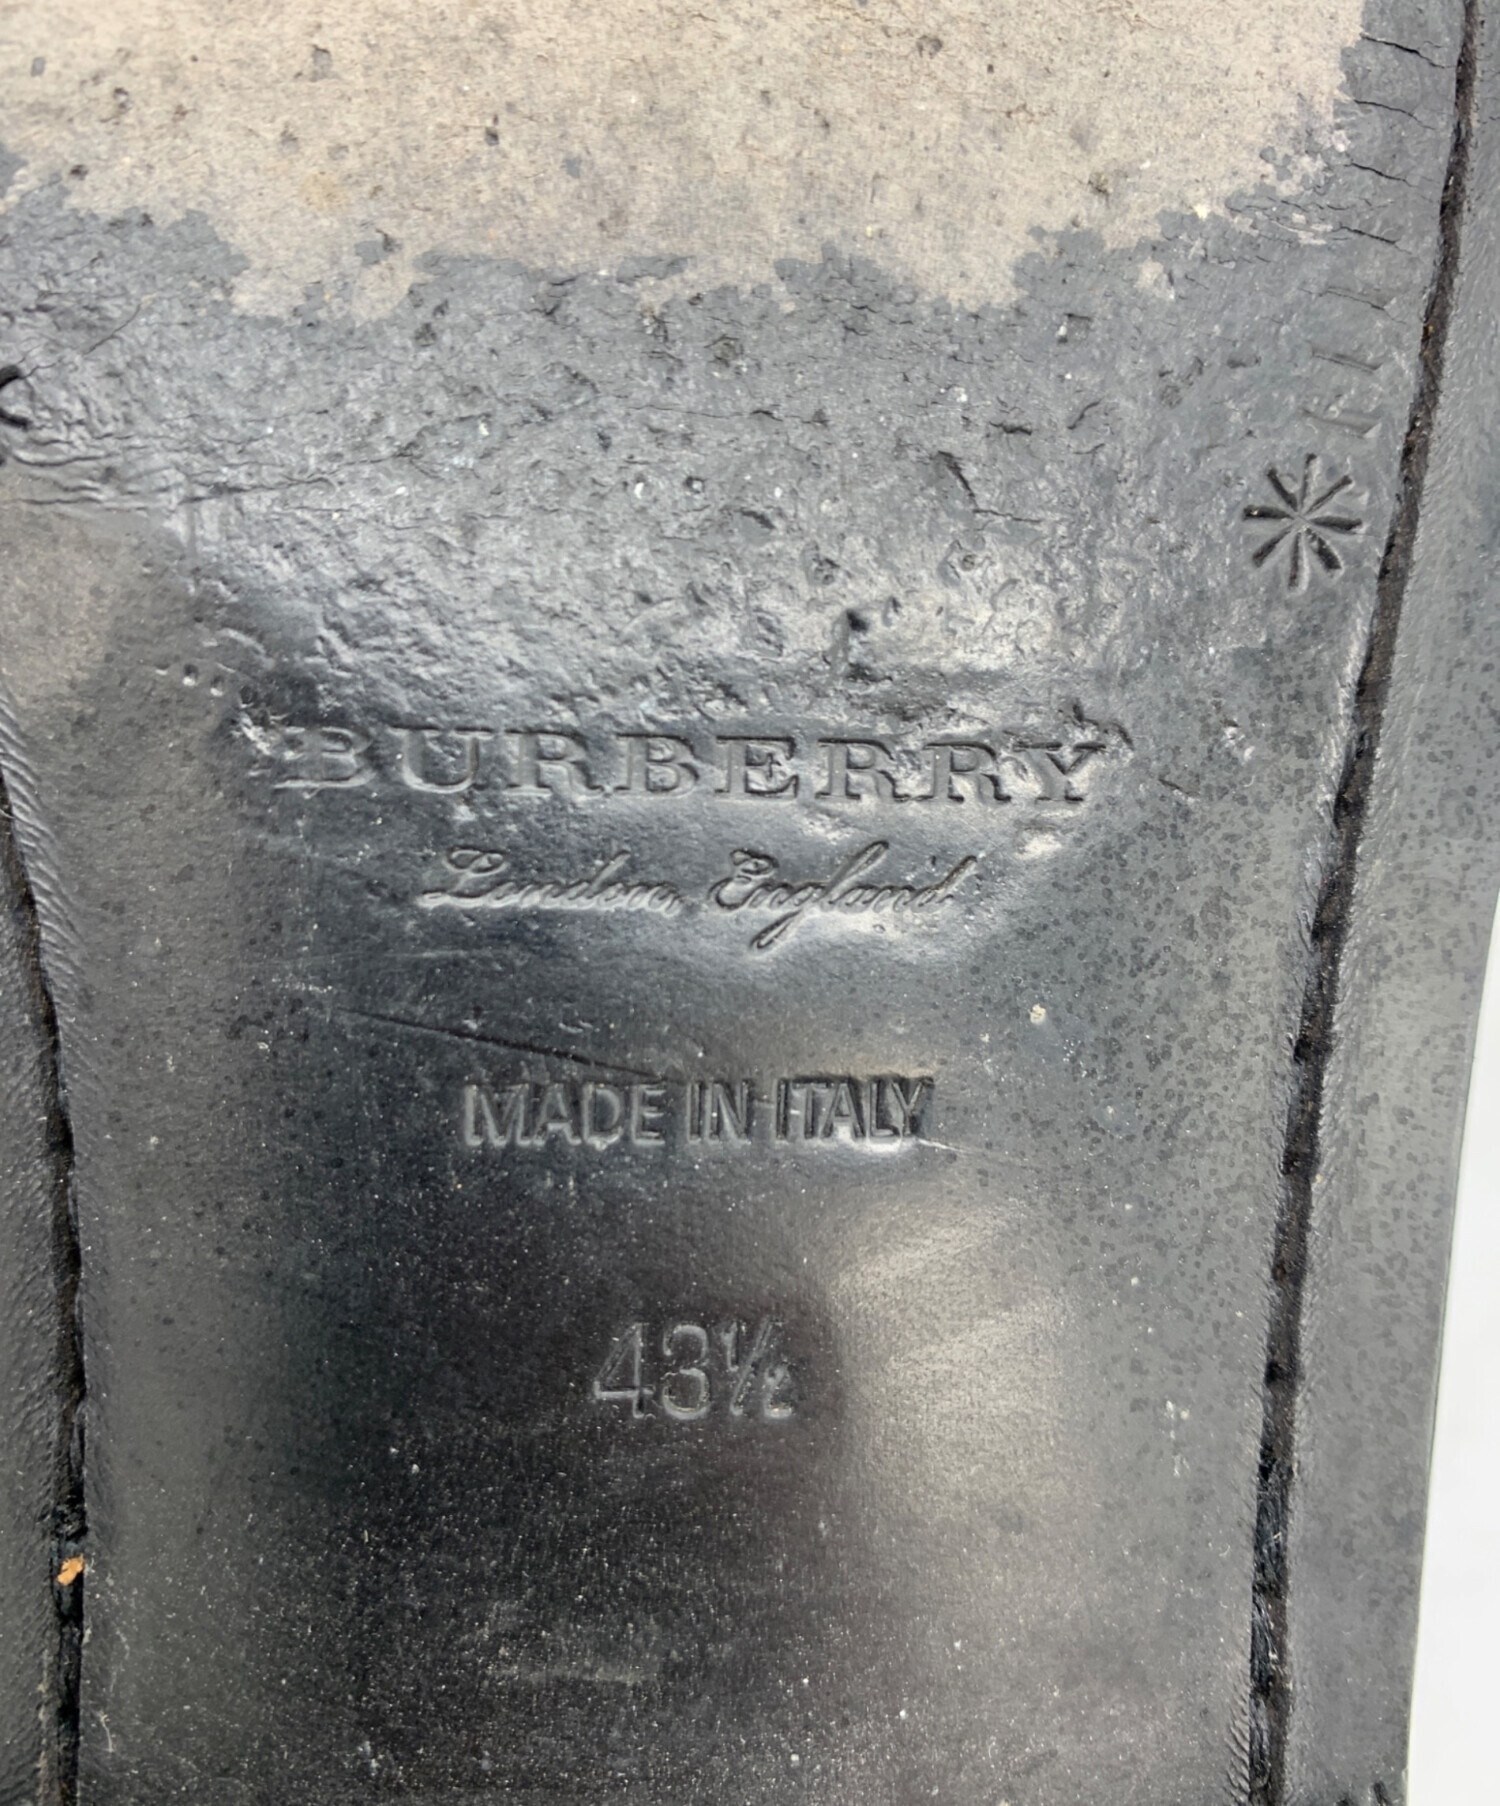 BURBERRY
London, England
MADE IN ITALY
43½